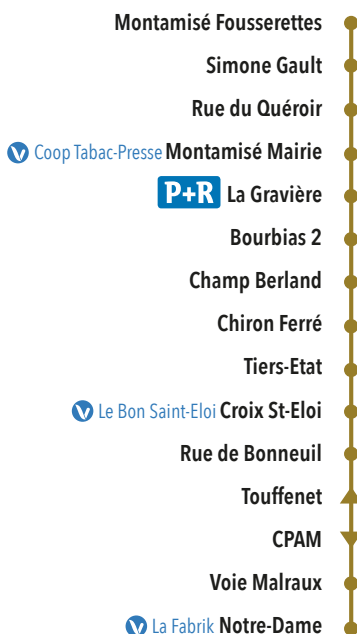 Montamisé Fousserettes
Simone Gault
Rue du Quéroir
Coop Tabac-Presse Montamisé Mairie
P+R La Gravière
Bourbias 2
Champ Berland
Chiron Ferré
Tiers-Etat
Le Bon Saint-Eloi Croix St-Eloi
Rue de Bonneuil
Touffenet
CPAM
Voie Malraux
La Fabrik Notre-Dame